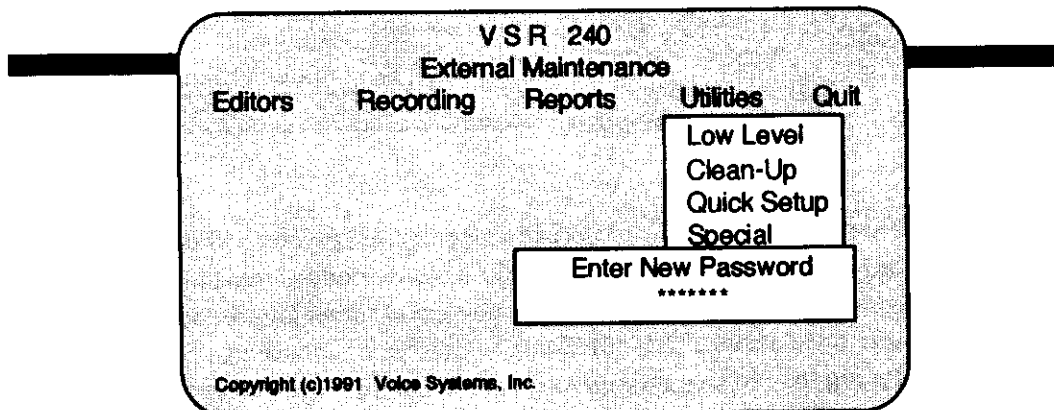 V S R 240
External Maintenance
Editors Recording Reports Utilities Quit
Low Level
Clean-Up
Quick Setup
Special
Enter New Password
*******
Copyright (c)1991 Voice Systems, Inc.